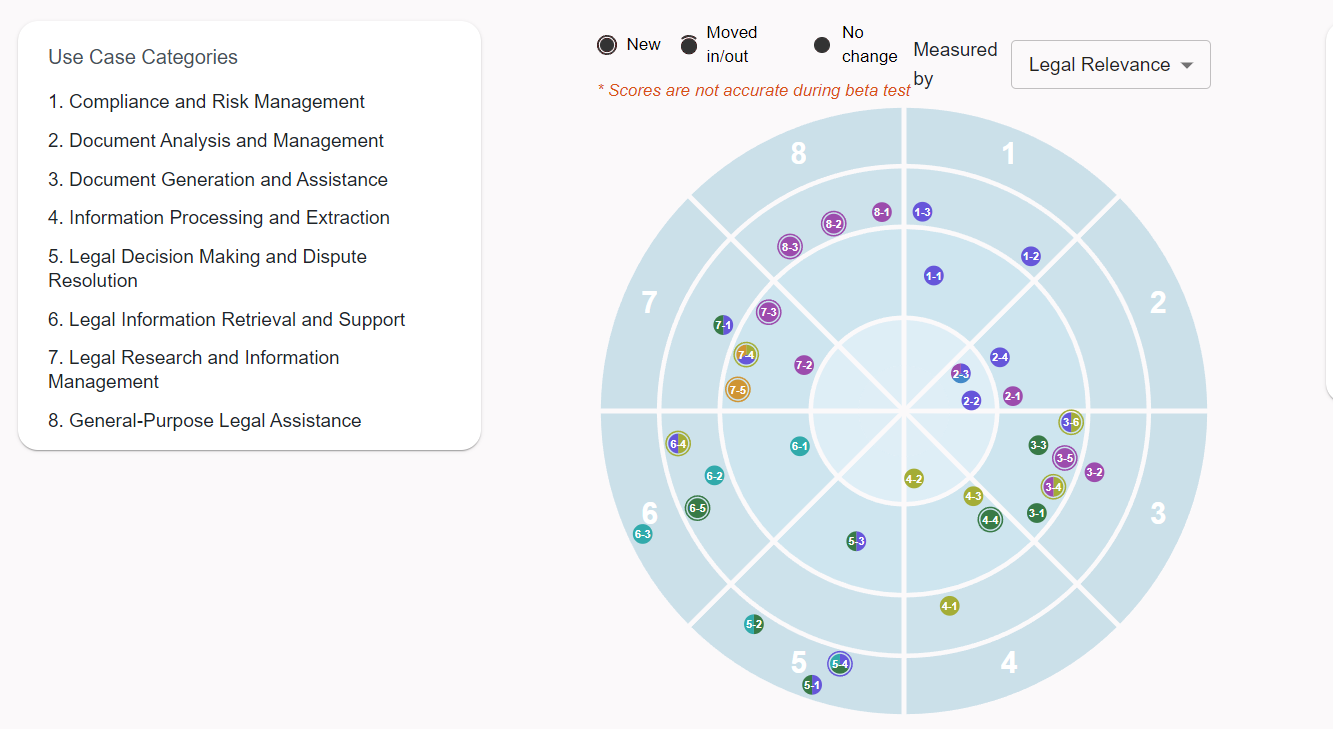 Use Case Categories
1. Compliance and Risk Management
2. Document Analysis and Management
3. Document Generation and Assistance
4. Information Processing and Extraction
5. Legal Decision Making and Dispute
Resolution
6. Legal Information Retrieval and Support
7. Legal Research and Information
Management
8. General-Purpose Legal Assistance
New
Moved
in/out
No
change
Measured
by
Legal Relevance
* Scores are not accurate during beta test
8
1
8-1
1-3
8-2
8-3
1-2
1-1
7
2
7-3
7-1
7-4
2-4
7-2
2-3
7-5
2-1
2-2
3-6
6-4
6-1
3-3
3-5
3-2
6-2
4-2
3-4
4-3
6-5
6
3-1
3
4-4
6-3
5-3
4-1
5-2
5
5-4
4
5-1